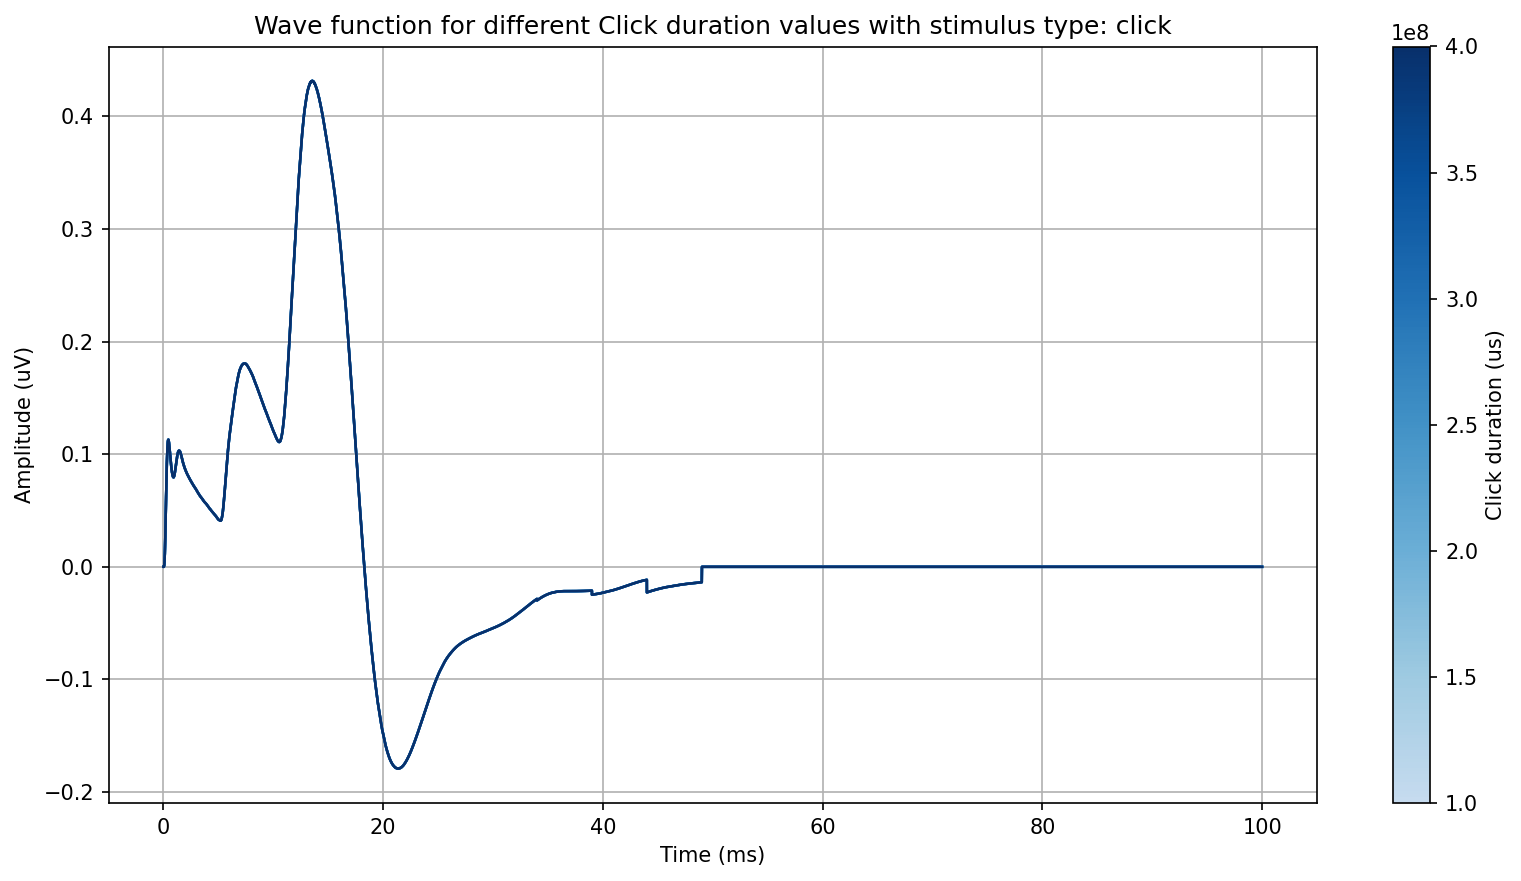 Wave function for different Click duration values with stimulus type: click
1e8
4.0
3.5
3.0
2.5
2.0
1.5
1.0
Click duration (us)
0.4
0.3
0.2
0.1
0.0
−0.1
−0.2
Amplitude (uV)
0 20 40 60 80 100
Time (ms)